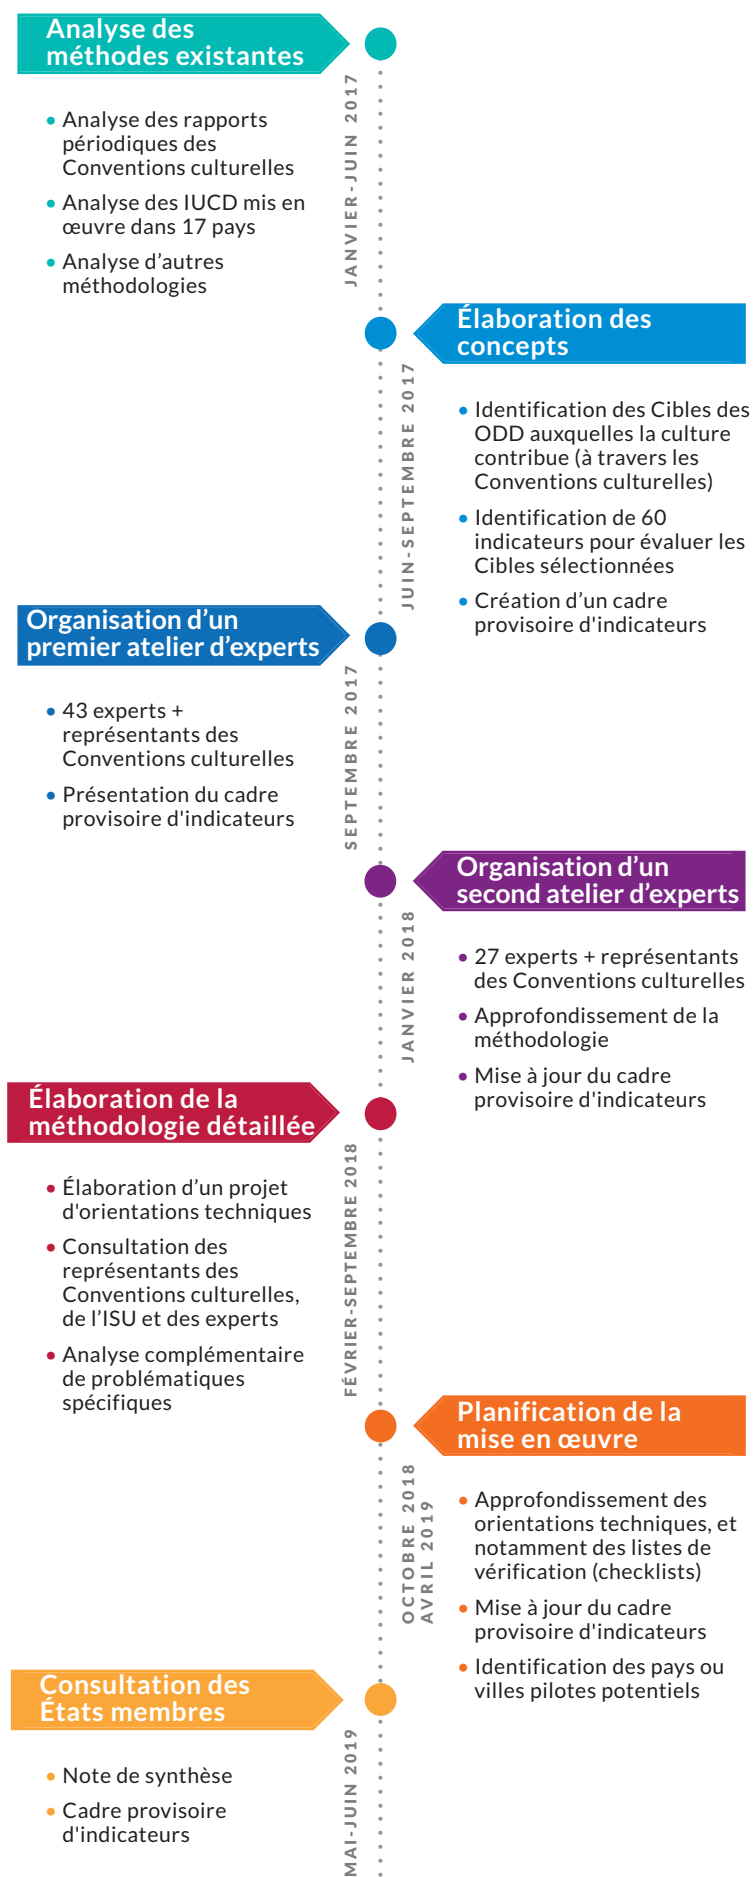 Analyse des
méthodes existantes
JANVIER-JUIN 2017
• Analyse des rapports
périodiques des
Conventions culturelles
• Analyse des IUCD mis en
œuvre dans 17 pays
• Analyse d’autres
méthodologies
Élaboration des
concepts
JUIN-SEPTEMBRE 2017
• Identification des Cibles des
ODD auxquelles la culture
contribue (à travers les
Conventions culturelles)
• Identification de 60
indicateurs pour évaluer les
Cibles sélectionnées
• Création d’un cadre
provisoire d'indicateurs
Organisation d’un
premier atelier d’experts
SEPTEMBRE 2017
• 43 experts +
représentants des
Conventions culturelles
• Présentation du cadre
provisoire d'indicateurs
Organisation d’un
second atelier d’experts
JANVIER 2018
• 27 experts + représentants
des Conventions culturelles
• Approfondissement de la
méthodologie
• Mise à jour du cadre
provisoire d'indicateurs
Élaboration de la
méthodologie détaillée
FÉVRIER-SEPTEMBRE 2018
• Élaboration d’un projet
d'orientations techniques
• Consultation des
représentants des
Conventions culturelles,
de l’ISU et des experts
• Analyse complémentaire
de problématiques
spécifiques
Planification de la
mise en œuvre
OCTOBRE 2018
AVRIL 2019
• Approfondissement des
orientations techniques, et
notamment des listes de
vérification (checklists)
• Mise à jour du cadre
provisoire d'indicateurs
• Identification des pays ou
villes pilotes potentiels
Consultation des
États membres
MAI-JUIN 2019
• Note de synthèse
• Cadre provisoire
d'indicateurs